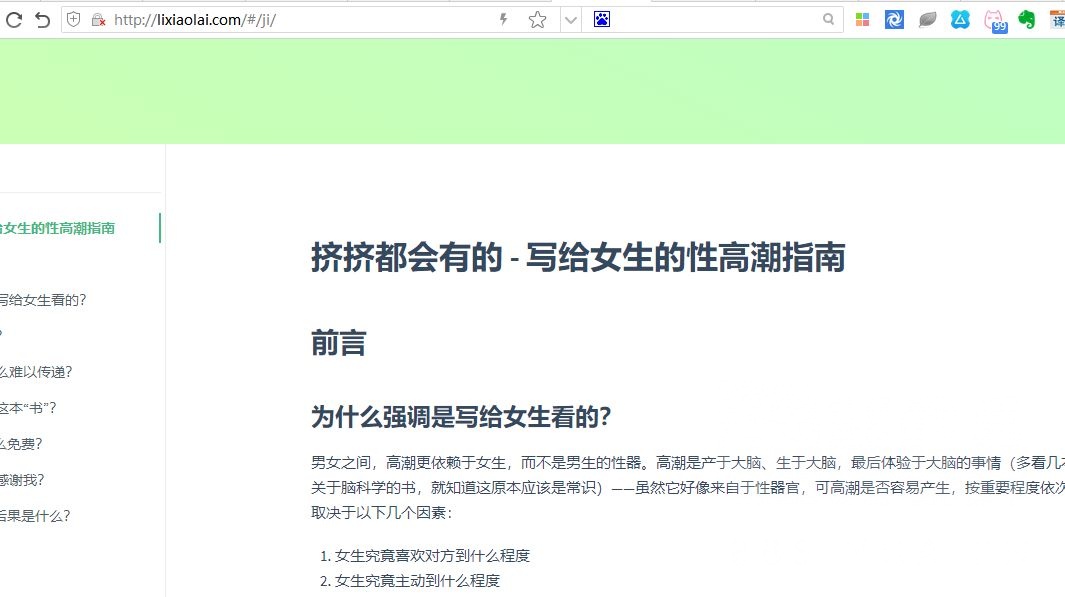 http://lixiaolai.com/#/ji/
99
译
女生的性高潮指南
写给女生看的？
？
么难以传递？
这本“书”？
么免费？
感谢我？
后果是什么？
挤挤都会有的 - 写给女生的性高潮指南
前言
为什么强调是写给女生看的？
男女之间，高潮更依赖于女生，而不是男生的性器。高潮是产于大脑、生于大脑，最后体验于大脑的事情（多看几本
关于脑科学的书，就知道这原本应该是常识）——虽然它好像来自于性器官，可高潮是否容易产生，按重要程度依次
取决于以下几个因素：
1. 女生究竟喜欢对方到什么程度
2. 女生究竟主动到什么程度